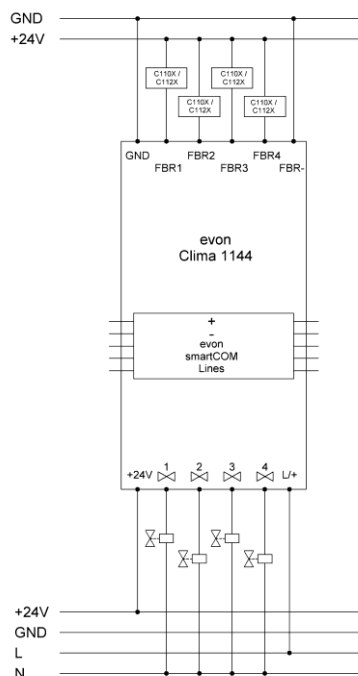 GND
+24V
C110X /
C112X
C110X /
C112X
C110X /
C112X
C110X /
C112X
GND
FBR1
FBR2
FBR3
FBR4
FBR-
evon
Clima 1144
+
-
evon
smartCOM
Lines
+24V
1
2
3
4
L/+
+24V
GND
L
N